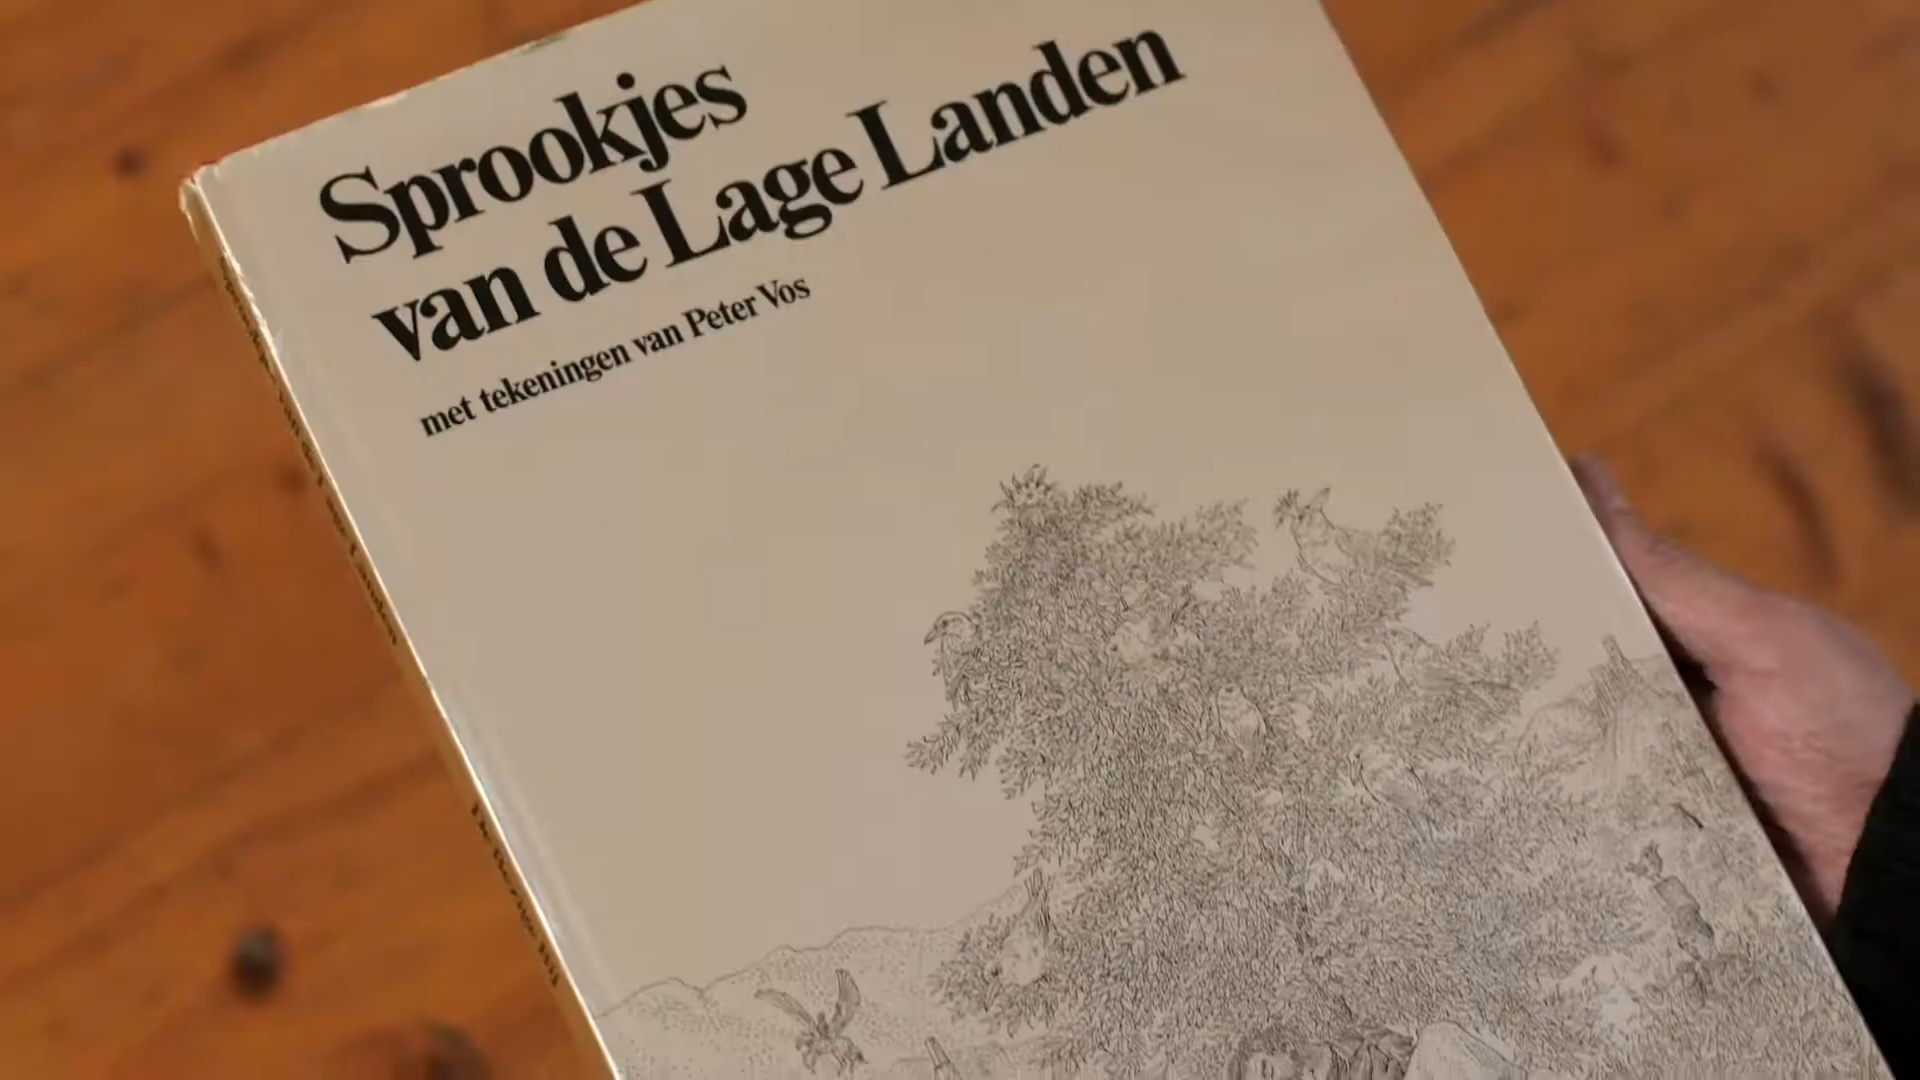 Sprookjes
van de Lage Landen
met tekeningen van Peter Vos